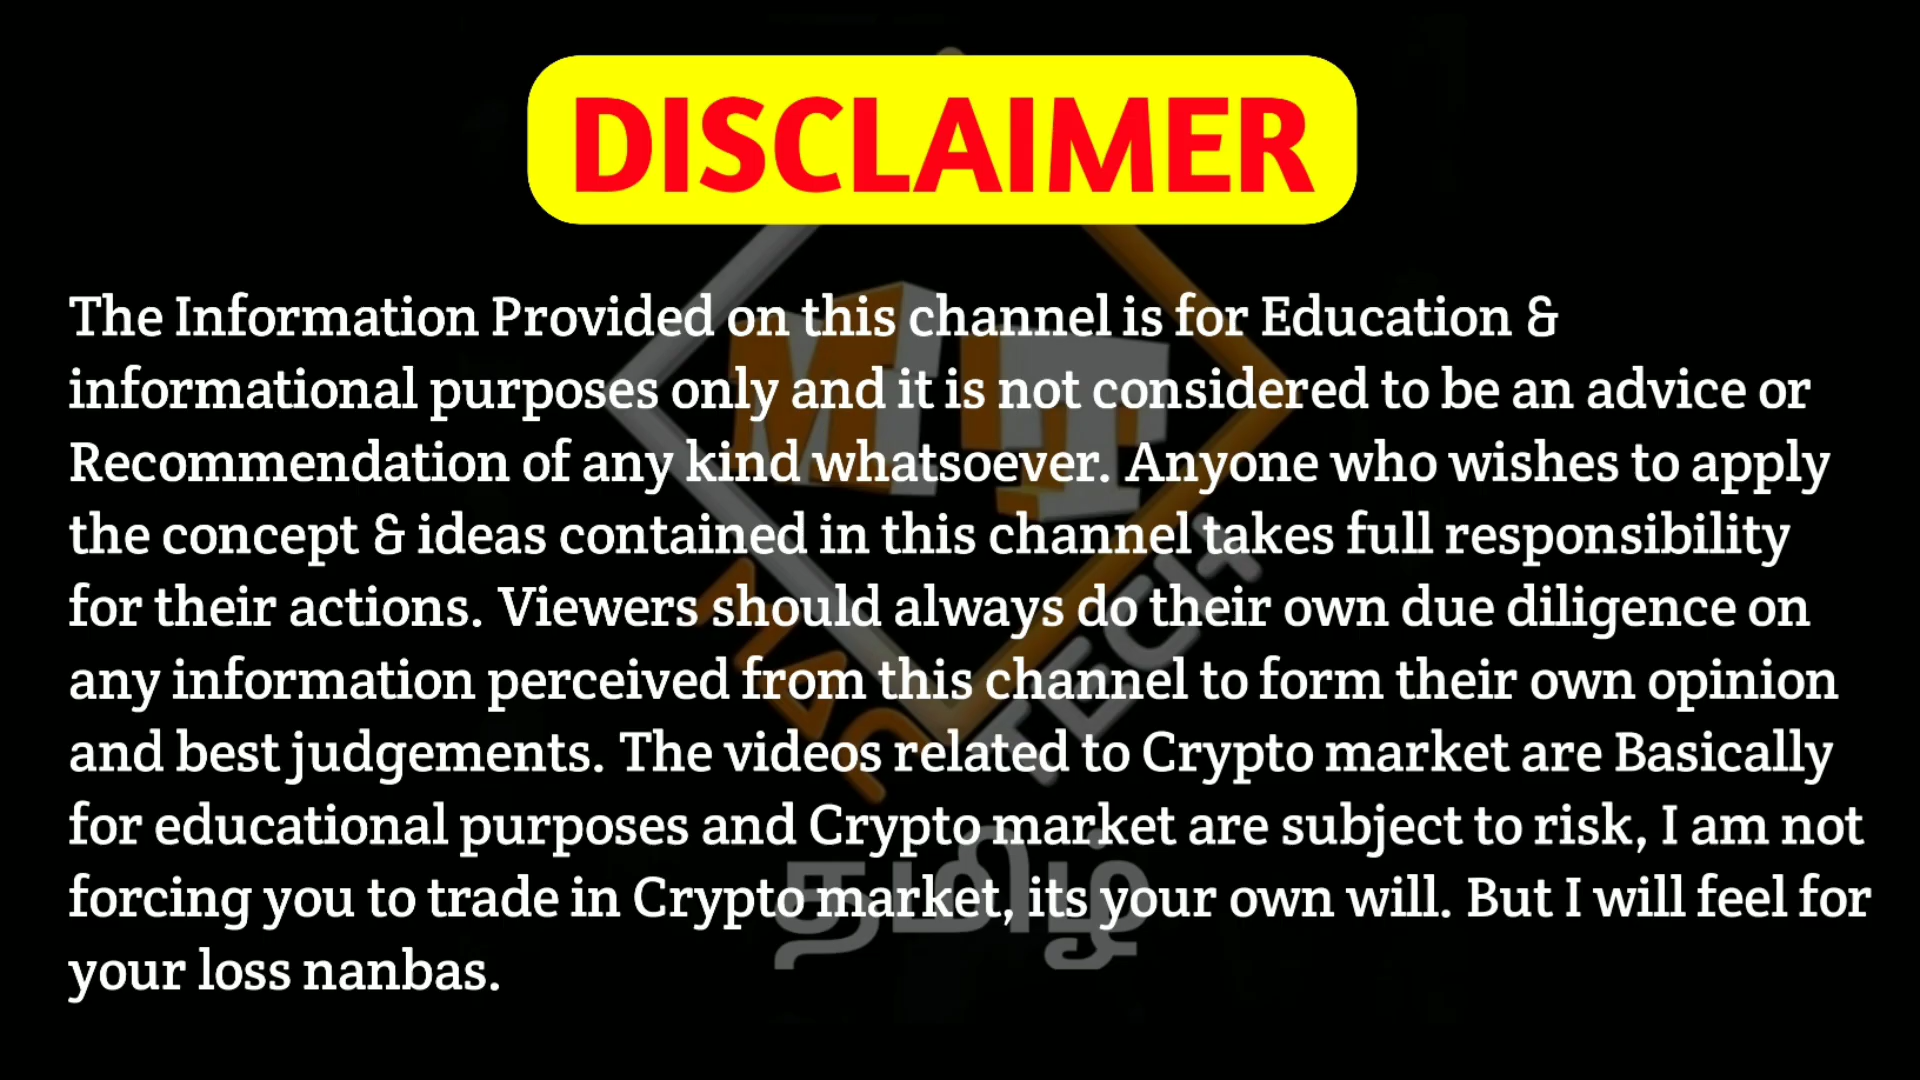 DISCLAIMER
The Information Provided on this channel is for Education &
informational purposes only and it is not considered to be an advice or
Recommendation of any kind whatsoever. Anyone who wishes to apply
the concept & ideas contained in this channel takes full responsibility
for their actions. Viewers should always do their own due diligence on
any information perceived from this channel to form their own opinion
and best judgements. The videos related to Crypto market are Basically
for educational purposes and Crypto market are subject to risk, I am not
forcing you to trade in Crypto market, its your own will. But I will feel for
your loss nanbas.
MT
TECH
தமிழ்